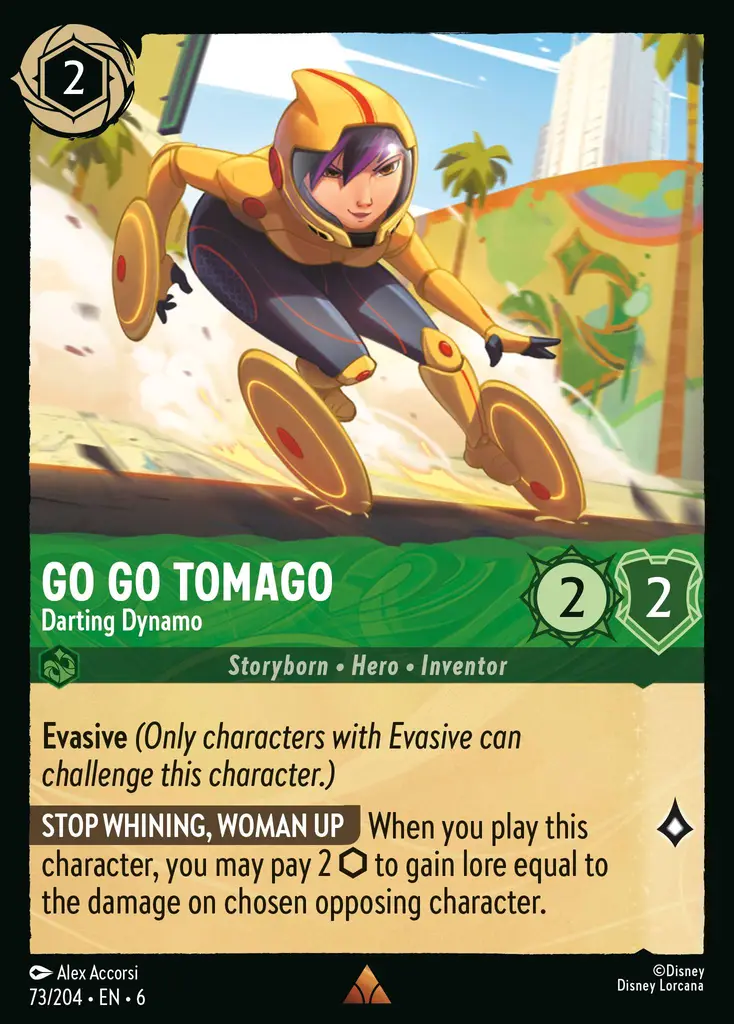 2
GO GO TOMAGO
Darting Dynamo
2
2
Storyborn • Hero • Inventor
Evasive (Only characters with Evasive can
challenge this character.)
STOP WHINING, WOMAN UP When you play this
character, you may pay 2 ⬡ to gain lore equal to
the damage on chosen opposing character.
Alex Accorsi
73/204 • EN • 6
©Disney
Disney Lorcana